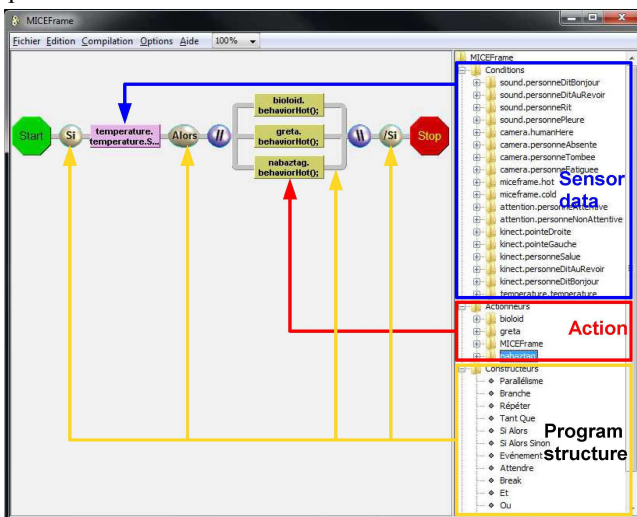 MICEFrame
Fichier Edition Compilation Options Aide 100%
Start
Si
temperature.
temperature.S...
Alors
//
bioloid.
behaviorHot();
greta.
behaviorHot();
nabaztag.
behaviorHot();
\\
/Si
Stop
MICEFrame
Conditions
sound.personneDitBonjour
sound.personneDitAuRevoir
sound.personneRit
sound.personnePleure
camera.humanHere
camera.personneAbsente
camera.personneTombee
camera.personneFatiguee
miceframe.hot
miceframe.cold
attention.personneAttentive
attention.personneNonAttentive
kinect.pointeDroite
kinect.pointeGauche
kinect.personneSalue
kinect.personneDitAuRevoir
kinect.personneDitBonjour
temperature.temperature
Sensor
data
Actionneurs
bioloid
greta
MICEFrame
nabaztag
Action
Constructeurs
Parallélisme
Branche
Répéter
Tant Que
Si Alors
Si Alors Sinon
Evénement
Attendre
Break
Et
Ou
Program
structure